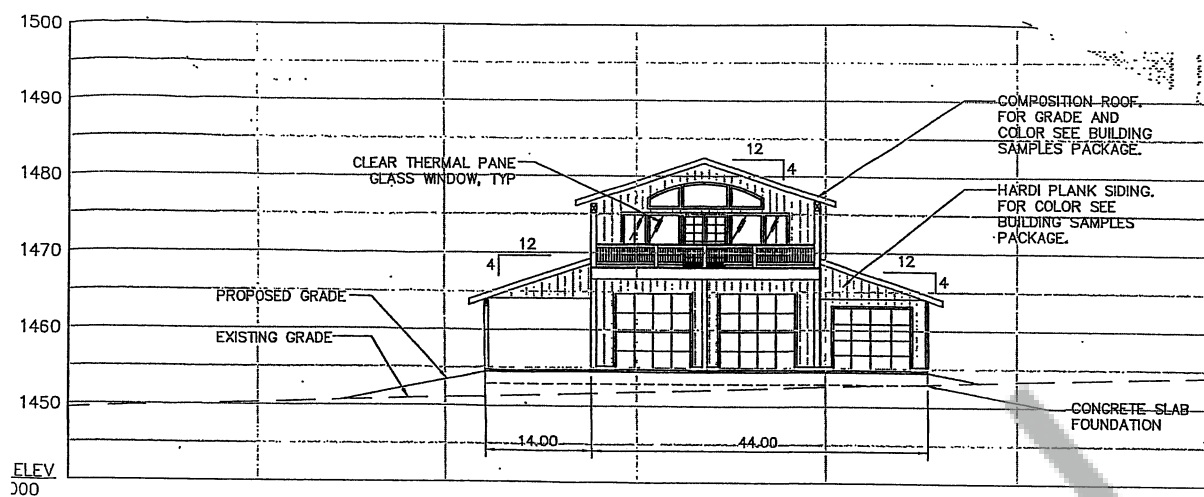 1500
1490
1480
1470
1460
1450
ELEV
CLEAR THERMAL PANE
GLASS WINDOW, TYP
12
4
COMPOSITION ROOF.
FOR GRADE AND
COLOR SEE BUILDING
SAMPLES PACKAGE.
HARDI PLANK SIDING.
FOR COLOR SEE
BUILDING SAMPLES
PACKAGE.
12
4
12
4
PROPOSED GRADE
EXISTING GRADE
CONCRETE SLAB
FOUNDATION
14.00
44.00